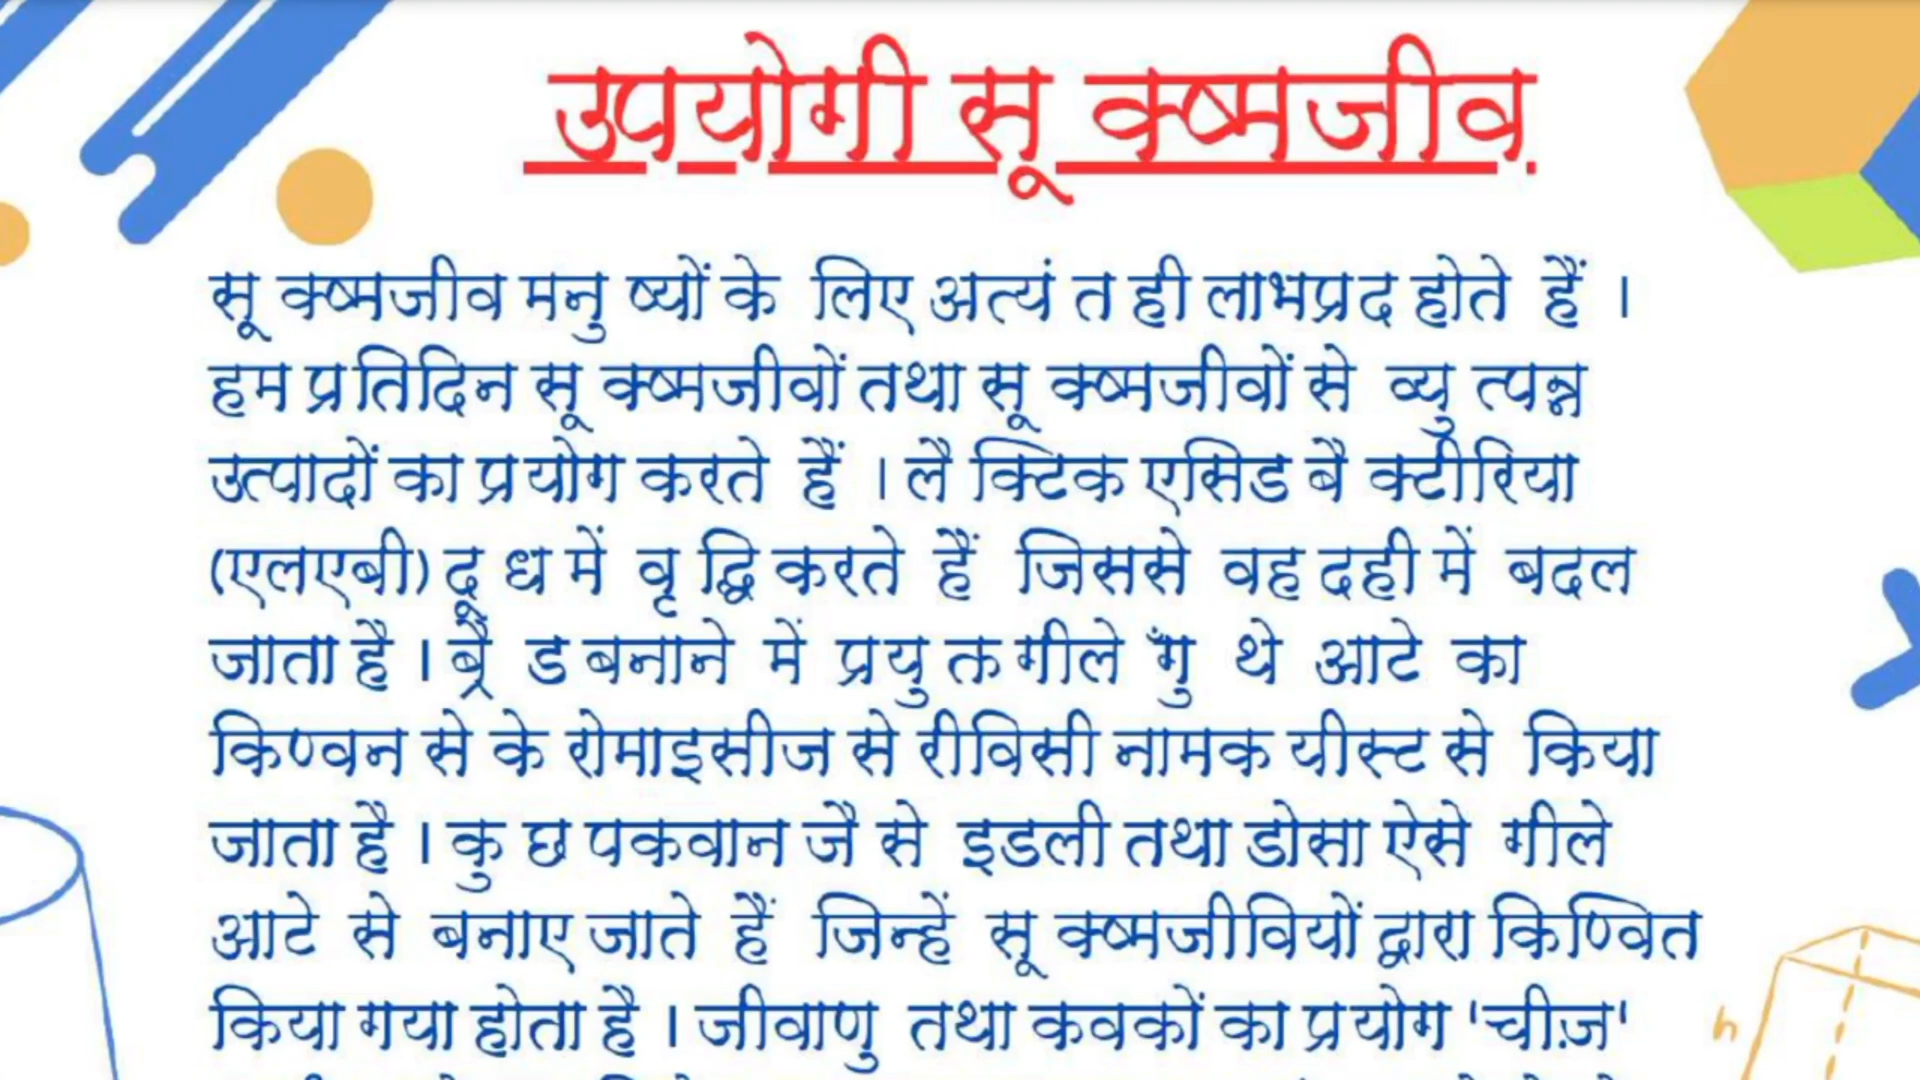 उपयोगी सूक्ष्मजीव
सूक्ष्मजीव मनुष्यों के लिए अत्यंत ही लाभप्रद होते हैं ।
हम प्रतिदिन सूक्ष्मजीवों तथा सूक्ष्मजीवों से व्युत्पन्न
उत्पादों का प्रयोग करते हैं । लैक्टिक एसिड बैक्टीरिया
(एलएबी) दूध में वृद्धि करते हैं जिससे वह दही में बदल
जाता है । ब्रैड बनाने में प्रयुक्त गीले गुँथे आटे का
किण्वन सेकेरोमाइसीज सेरीविसी नामक यीस्ट से किया
जाता है । कुछ पकवान जैसे इडली तथा डोसा ऐसे गीले
आटे से बनाए जाते हैं जिन्हें सूक्ष्मजीवियों द्वारा किण्वित
किया गया होता है । जीवाणु तथा कवकों का प्रयोग 'चीज़'
h